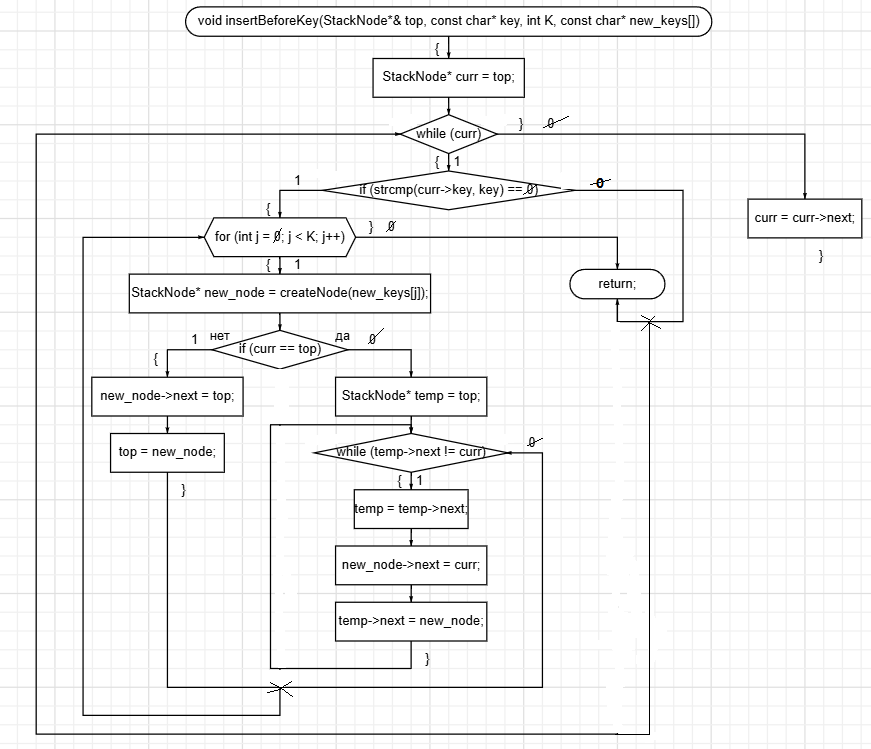 void insertBeforeKey(StackNode*& top, const char* key, int K, const char* new_keys[])
{
StackNode* curr = top;
while (curr)
} 0
{ 1
if (strcmp(curr->key, key) == 0)
1
0
curr = curr->next;
}
{
for (int j = 0; j < K; j++)
} 0
{ 1
return;
StackNode* new_node = createNode(new_keys[j]);
if (curr == top)
1 нет
да 0
{
new_node->next = top;
StackNode* temp = top;
top = new_node;
}
while (temp->next != curr)
0
{ 1
temp = temp->next;
new_node->next = curr;
temp->next = new_node;
}